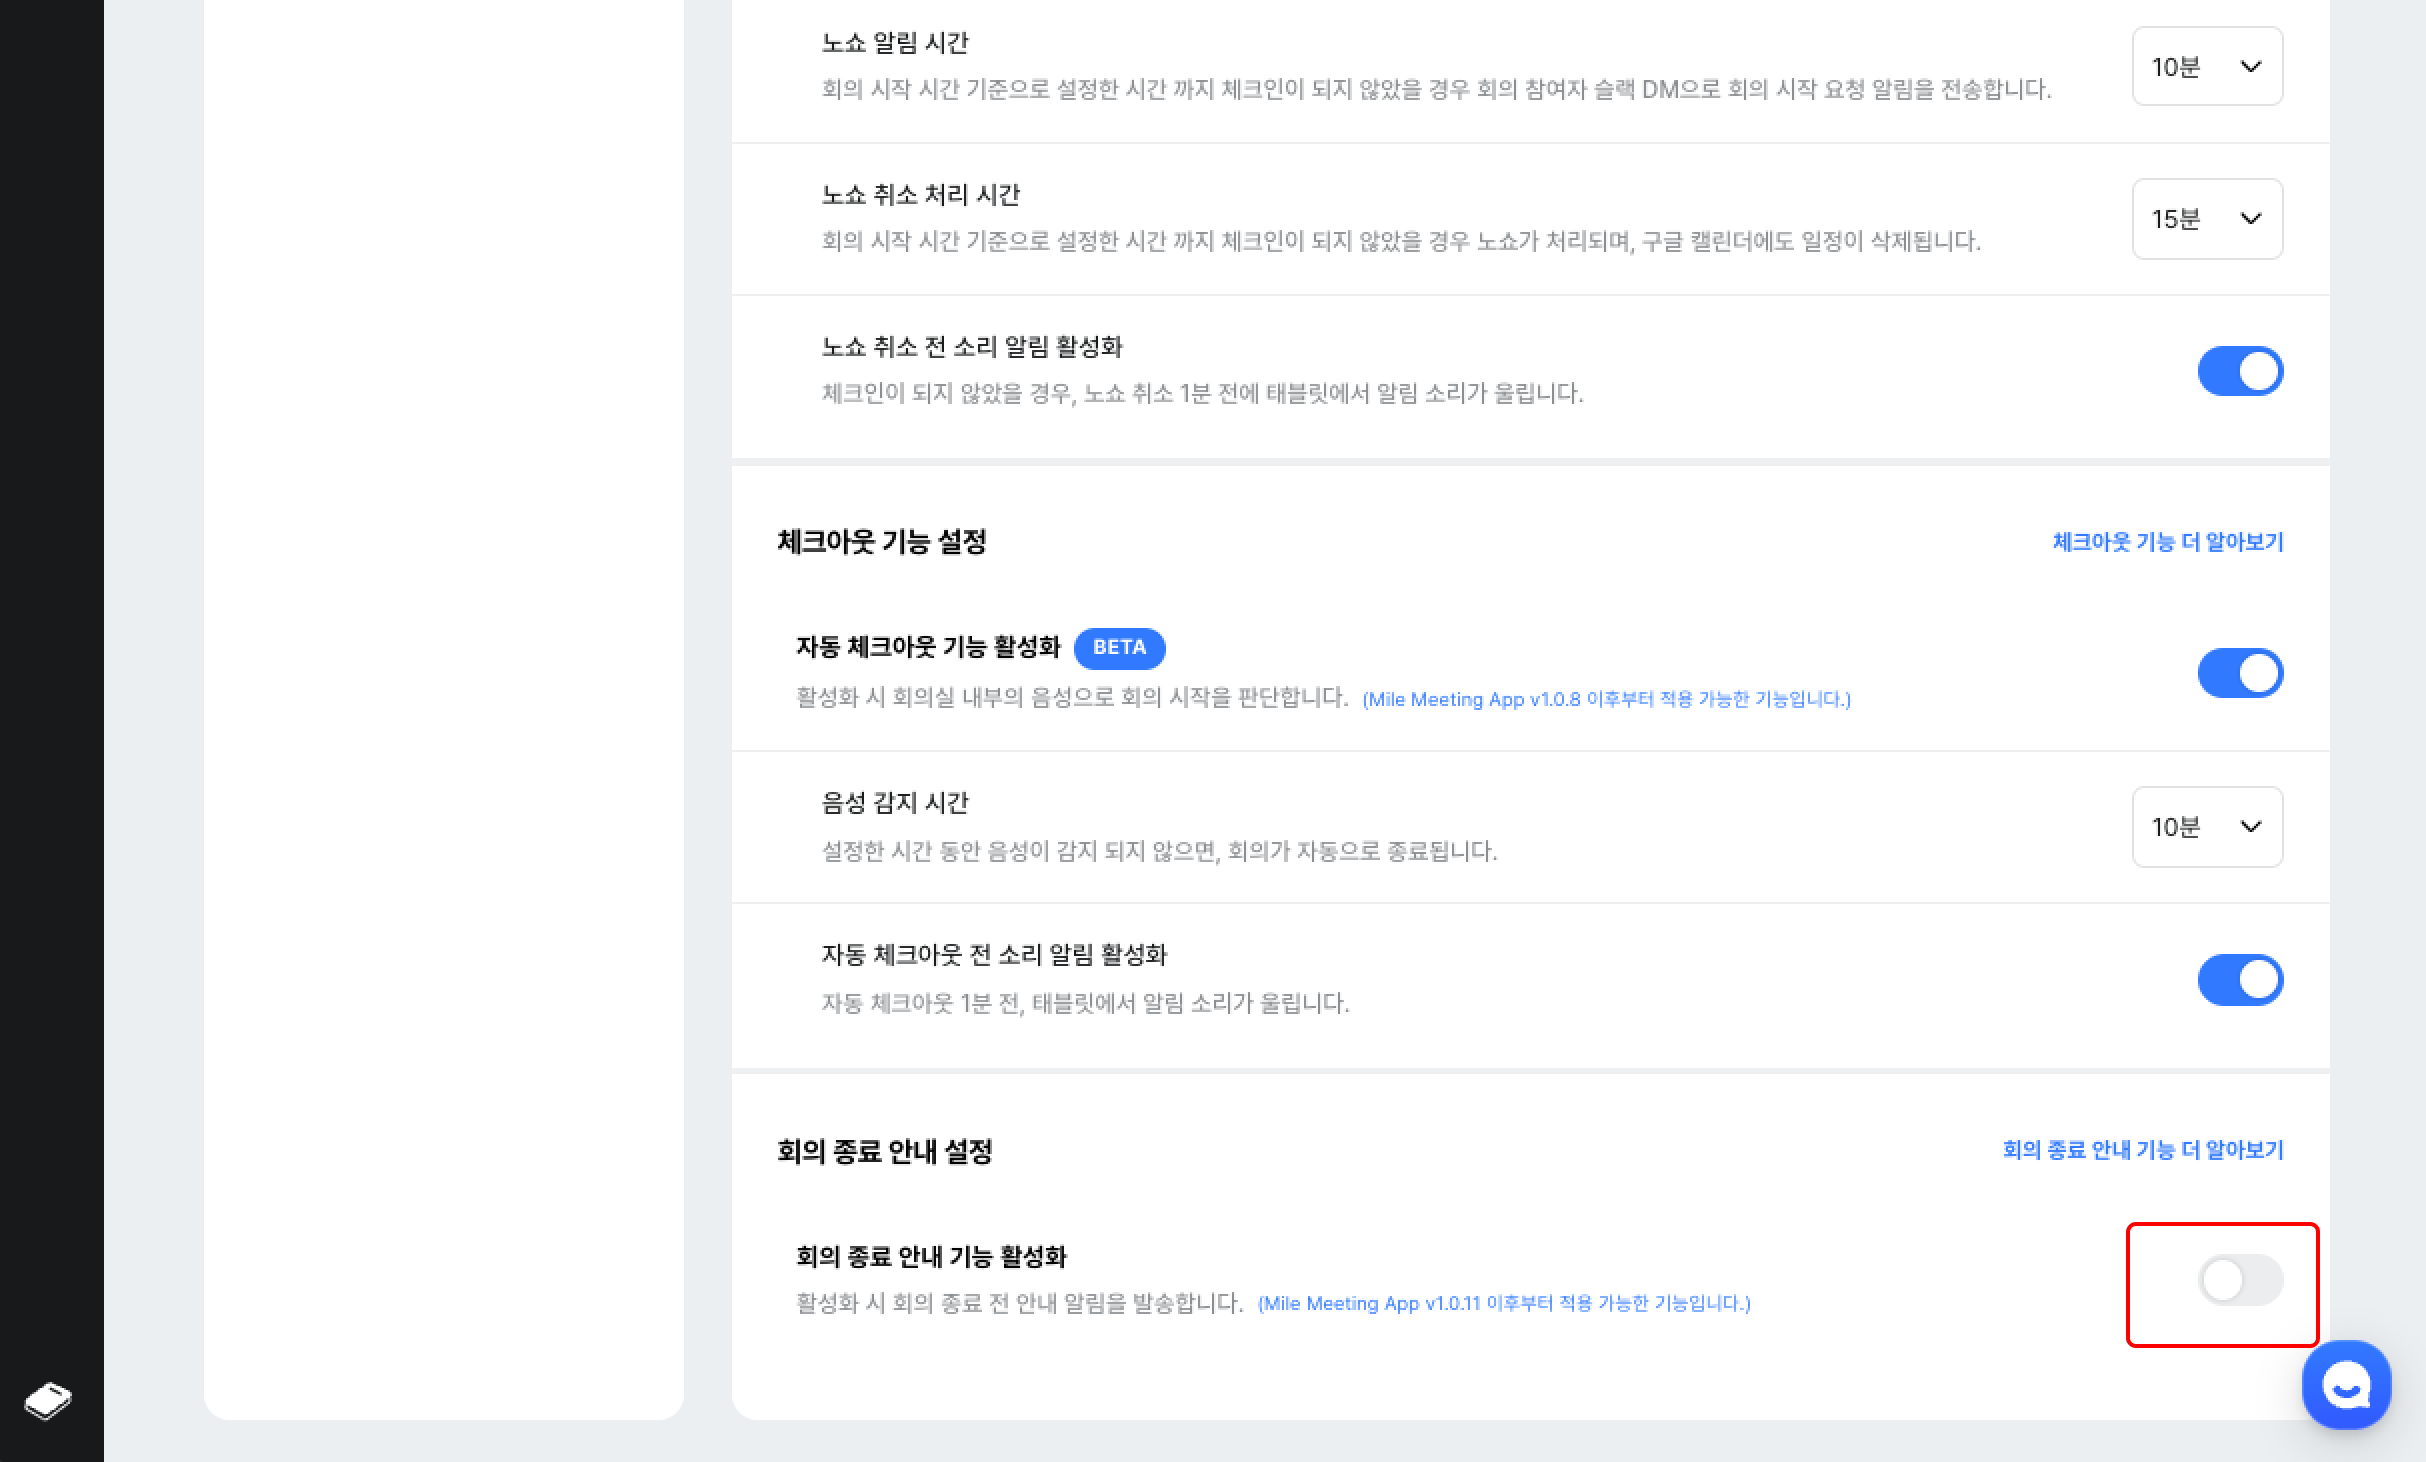 노쇼 알림 시간
10분
회의 시작 시간 기준으로 설정한 시간 까지 체크인이 되지 않았을 경우 회의 참여자 슬랙 DM으로 회의 시작 요청 알림을 전송합니다.
노쇼 취소 처리 시간
15분
회의 시작 시간 기준으로 설정한 시간 까지 체크인이 되지 않았을 경우 노쇼가 처리되며, 구글 캘린더에도 일정이 삭제됩니다.
노쇼 취소 전 소리 알림 활성화
체크인이 되지 않았을 경우, 노쇼 취소 1분 전에 태블릿에서 알림 소리가 울립니다.
체크아웃 기능 설정
체크아웃 기능 더 알아보기
자동 체크아웃 기능 활성화 BETA
활성화 시 회의실 내부의 음성으로 회의 시작을 판단합니다. (Mile Meeting App v1.0.8 이후부터 적용 가능한 기능입니다.)
음성 감지 시간
10분
설정한 시간 동안 음성이 감지 되지 않으면, 회의가 자동으로 종료됩니다.
자동 체크아웃 전 소리 알림 활성화
자동 체크아웃 1분 전, 태블릿에서 알림 소리가 울립니다.
회의 종료 안내 설정
회의 종료 안내 기능 더 알아보기
회의 종료 안내 기능 활성화
활성화 시 회의 종료 전 안내 알림을 발송합니다. (Mile Meeting App v1.0.11 이후부터 적용 가능한 기능입니다.)